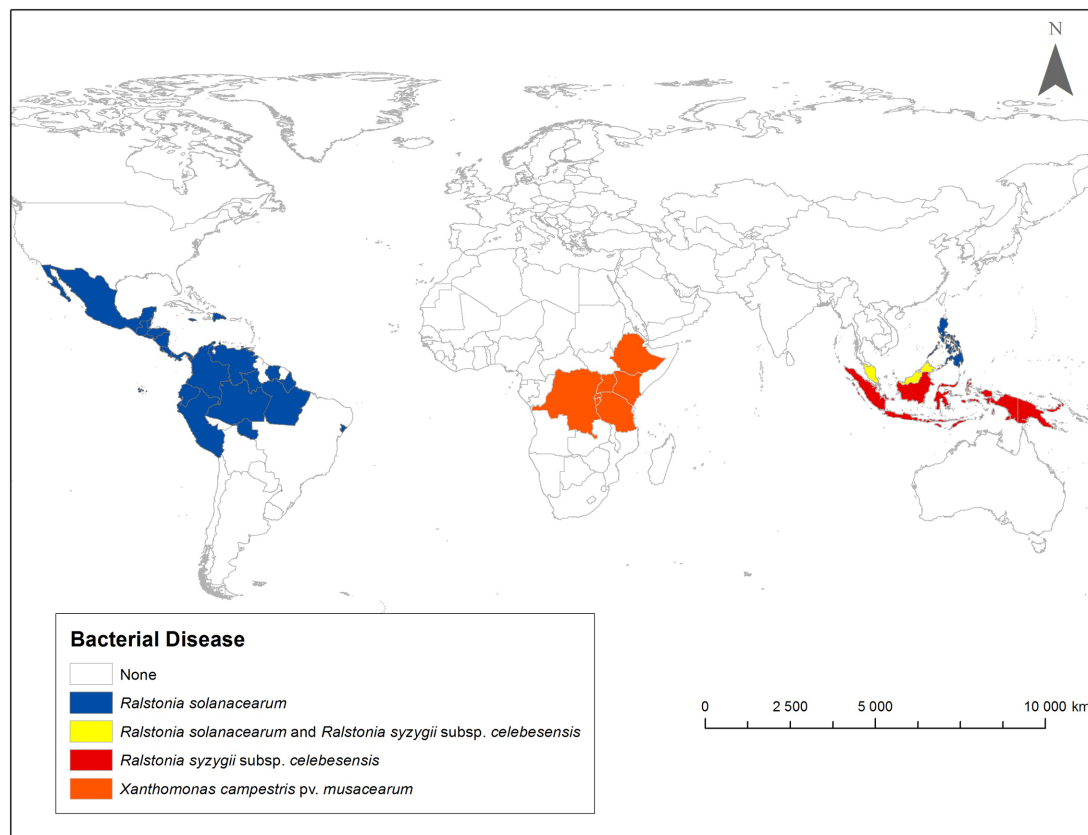 N
Bacterial Disease
None
Ralstonia solanacearum
Ralstonia solanacearum and Ralstonia syzygii subsp. celebesensis
Ralstonia syzygii subsp. celebesensis
Xanthomonas campestris pv. musacearum
0 2 500 5 000 10 000 km